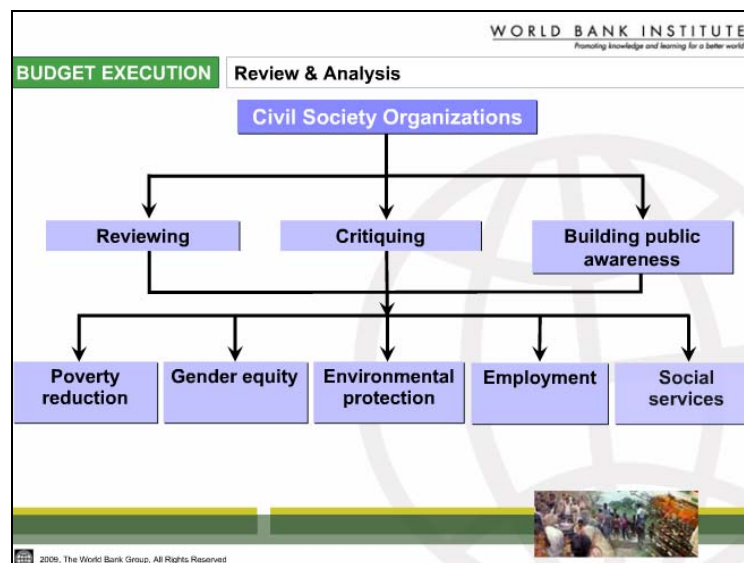 WORLD BANK INSTITUTE
Promoting knowledge and learning for a better world
BUDGET EXECUTION
Review & Analysis
Civil Society Organizations
Reviewing
Critiquing
Building public
awareness
Poverty
reduction
Gender equity
Environmental
protection
Employment
Social
services
2009, The World Bank Group, All Rights Reserved